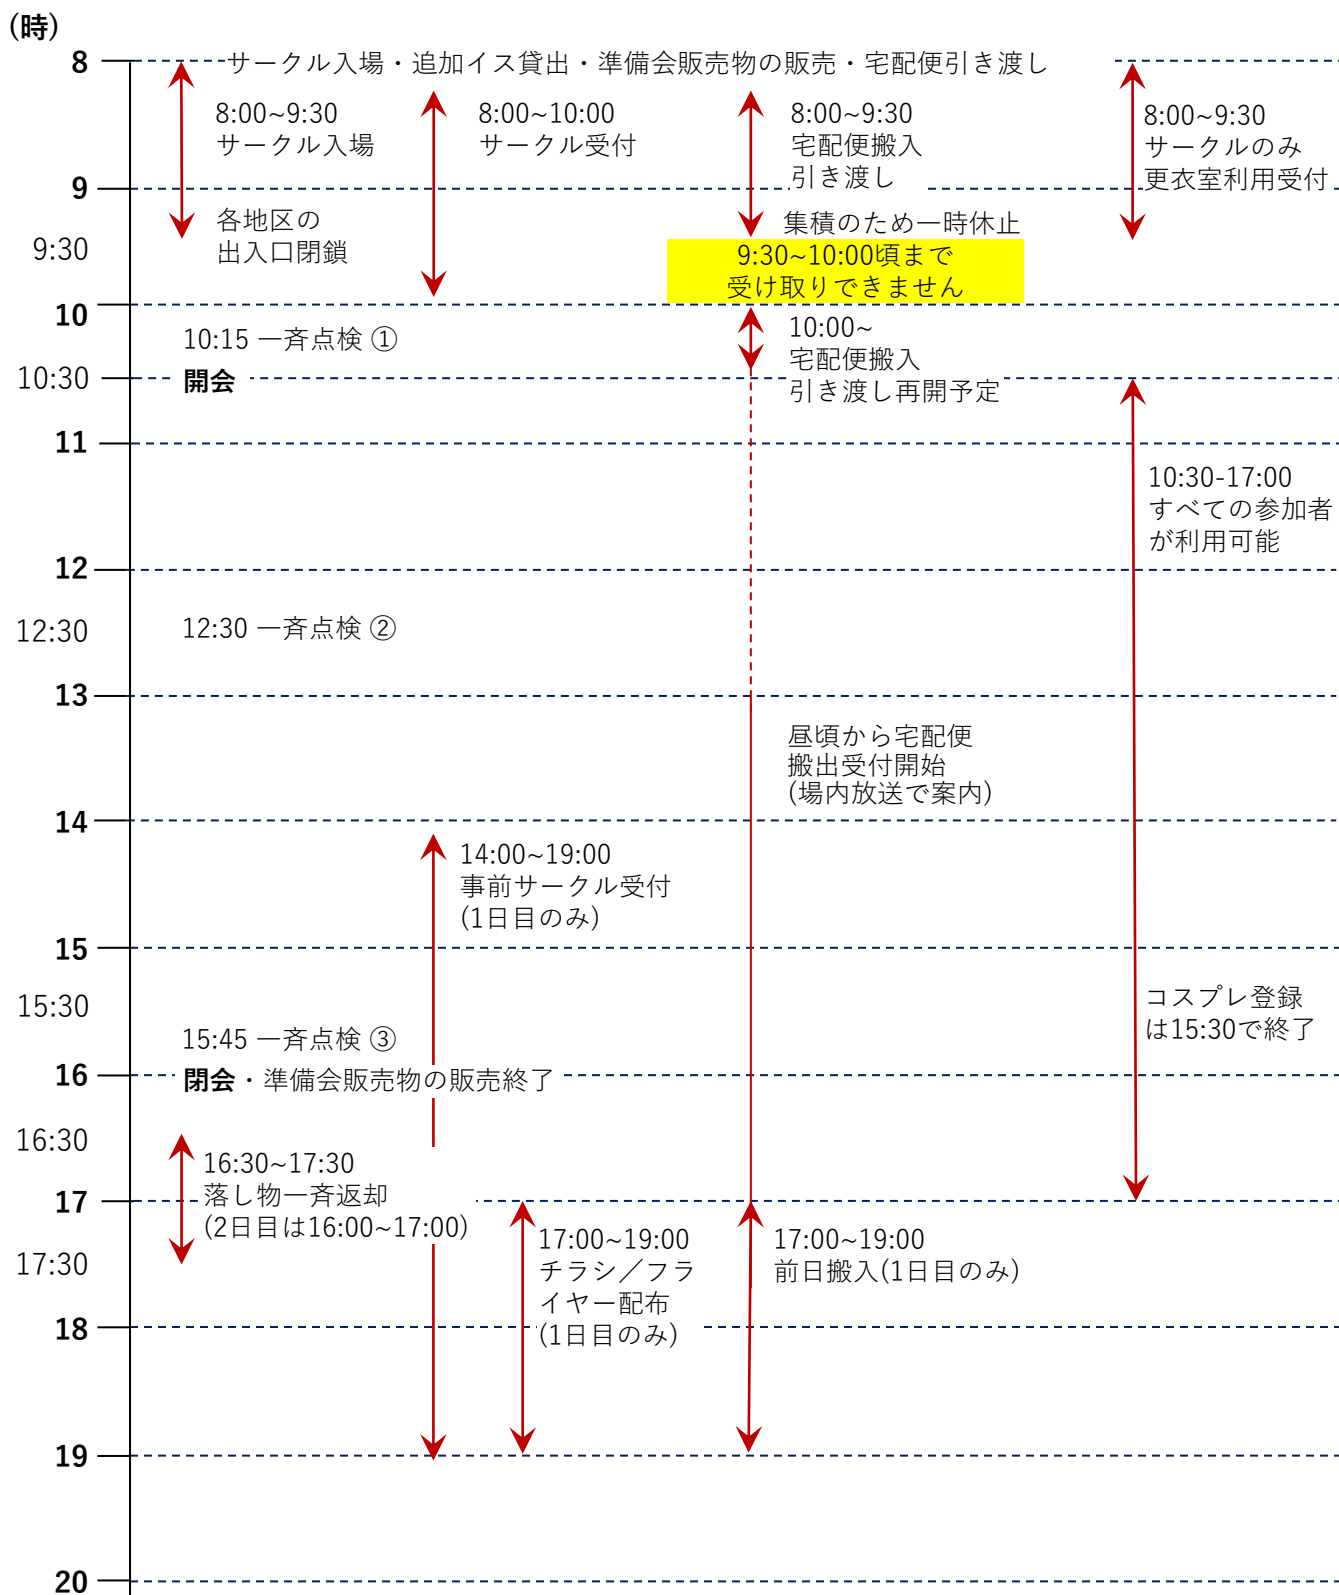 (時)
8
サークル入場・追加イス貸出・準備会販売物の販売・宅配便引き渡し
8:00~9:30
サークル入場
8:00~10:00
サークル受付
8:00~9:30
宅配便搬入
引き渡し
8:00~9:30
サークルのみ
更衣室利用受付
9
各地区の
出入口閉鎖
集積のため一時休止
9:30
9:30~10:00頃まで
受け取りできません
10
10:15 一斉点検 ①
10:00~
宅配便搬入
引き渡し再開予定
10:30
開会
11
10:30-17:00
すべての参加者
が利用可能
12
12:30
12:30 一斉点検 ②
13
昼頃から宅配便
搬出受付開始
(場内放送で案内)
14
14:00~19:00
事前サークル受付
(1日目のみ)
15
15:30
コスプレ登録
は15:30で終了
15:45 一斉点検 ③
16
閉会・準備会販売物の販売終了
16:30
16:30~17:30
落し物一斉返却
(2日目は16:00~17:00)
17
17:00~19:00
チラシ／フラ
イヤー配布
(1日目のみ)
17:00~19:00
前日搬入(1日目のみ)
17:30
18
19
20